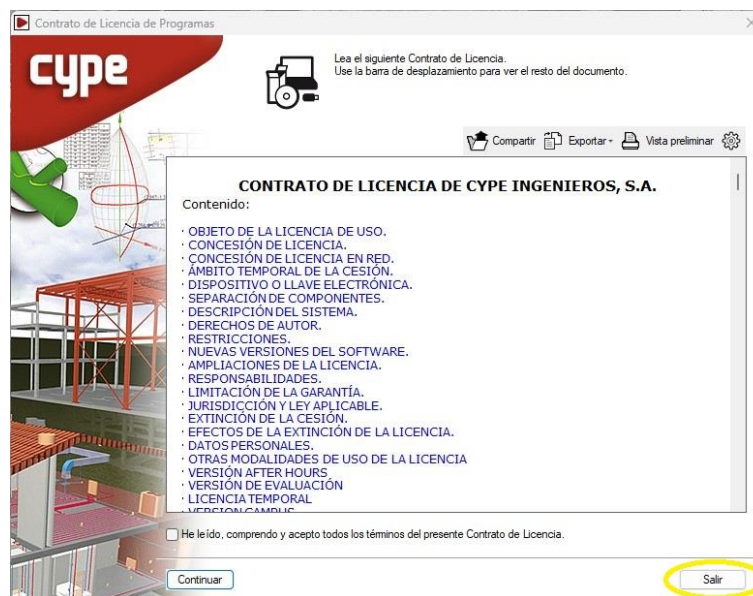 Contrato de Licencia de Programas
cype
Lea el siguiente Contrato de Licencia.
Use la barra de desplazamiento para ver el resto del documento.
Compartir Exportar Vista preliminar
CONTRATO DE LICENCIA DE CYPE INGENIEROS, S.A.
Contenido:
· OBJETO DE LA LICENCIA DE USO.
· CONCESIÓN DE LICENCIA.
· CONCESIÓN DE LICENCIA EN RED.
· ÁMBITO TEMPORAL DE LA CESIÓN.
· DISPOSITIVO O LLAVE ELECTRÓNICA.
· SEPARACIÓN DE COMPONENTES.
· DESCRIPCIÓN DEL SISTEMA.
· DERECHOS DE AUTOR.
· RESTRICCIONES.
· NUEVAS VERSIONES DEL SOFTWARE.
· AMPLIACIONES DE LA LICENCIA.
· RESPONSABILIDADES.
· LIMITACIÓN DE LA GARANTÍA.
· JURISDICCIÓN Y LEY APLICABLE.
· EXTINCIÓN DE LA CESIÓN.
· EFECTOS DE LA EXTINCIÓN DE LA LICENCIA.
· DATOS PERSONALES.
· OTRAS MODALIDADES DE USO DE LA LICENCIA
· VERSIÓN AFTER HOURS
· VERSIÓN DE EVALUACIÓN
· LICENCIA TEMPORAL
· VERSION CAMPUS
He leído, comprendo y acepto todos los términos del presente Contrato de Licencia.
Continuar Salir